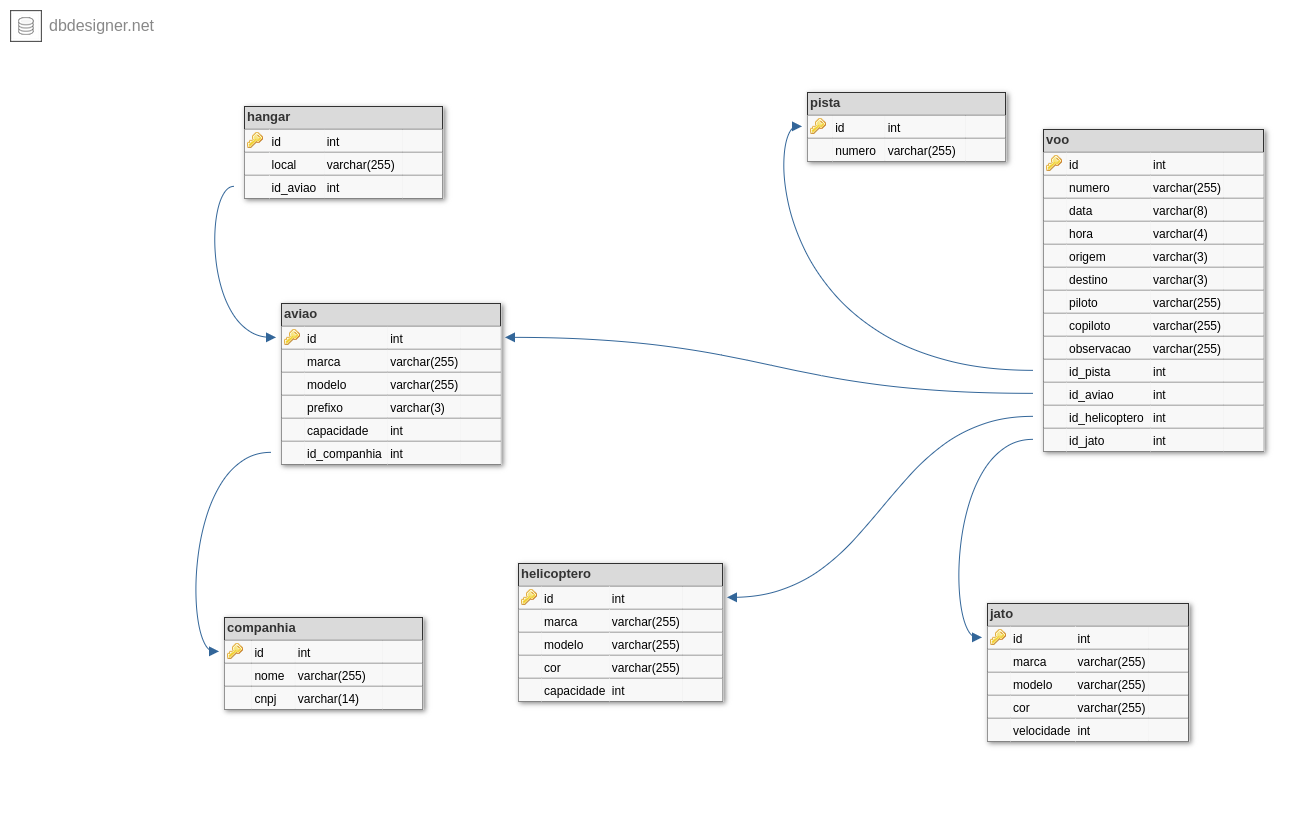 dbdesigner.net
hangar
id int
local varchar(255)
id_aviao int
pista
id int
numero varchar(255)
voo
id int
numero varchar(255)
data varchar(8)
hora varchar(4)
origem varchar(3)
destino varchar(3)
piloto varchar(255)
copiloto varchar(255)
observacao varchar(255)
id_pista int
id_aviao int
id_helicoptero int
id_jato int
aviao
id int
marca varchar(255)
modelo varchar(255)
prefixo varchar(3)
capacidade int
id_companhia int
companhia
id int
nome varchar(255)
cnpj varchar(14)
helicoptero
id int
marca varchar(255)
modelo varchar(255)
cor varchar(255)
capacidade int
jato
id int
marca varchar(255)
modelo varchar(255)
cor varchar(255)
velocidade int